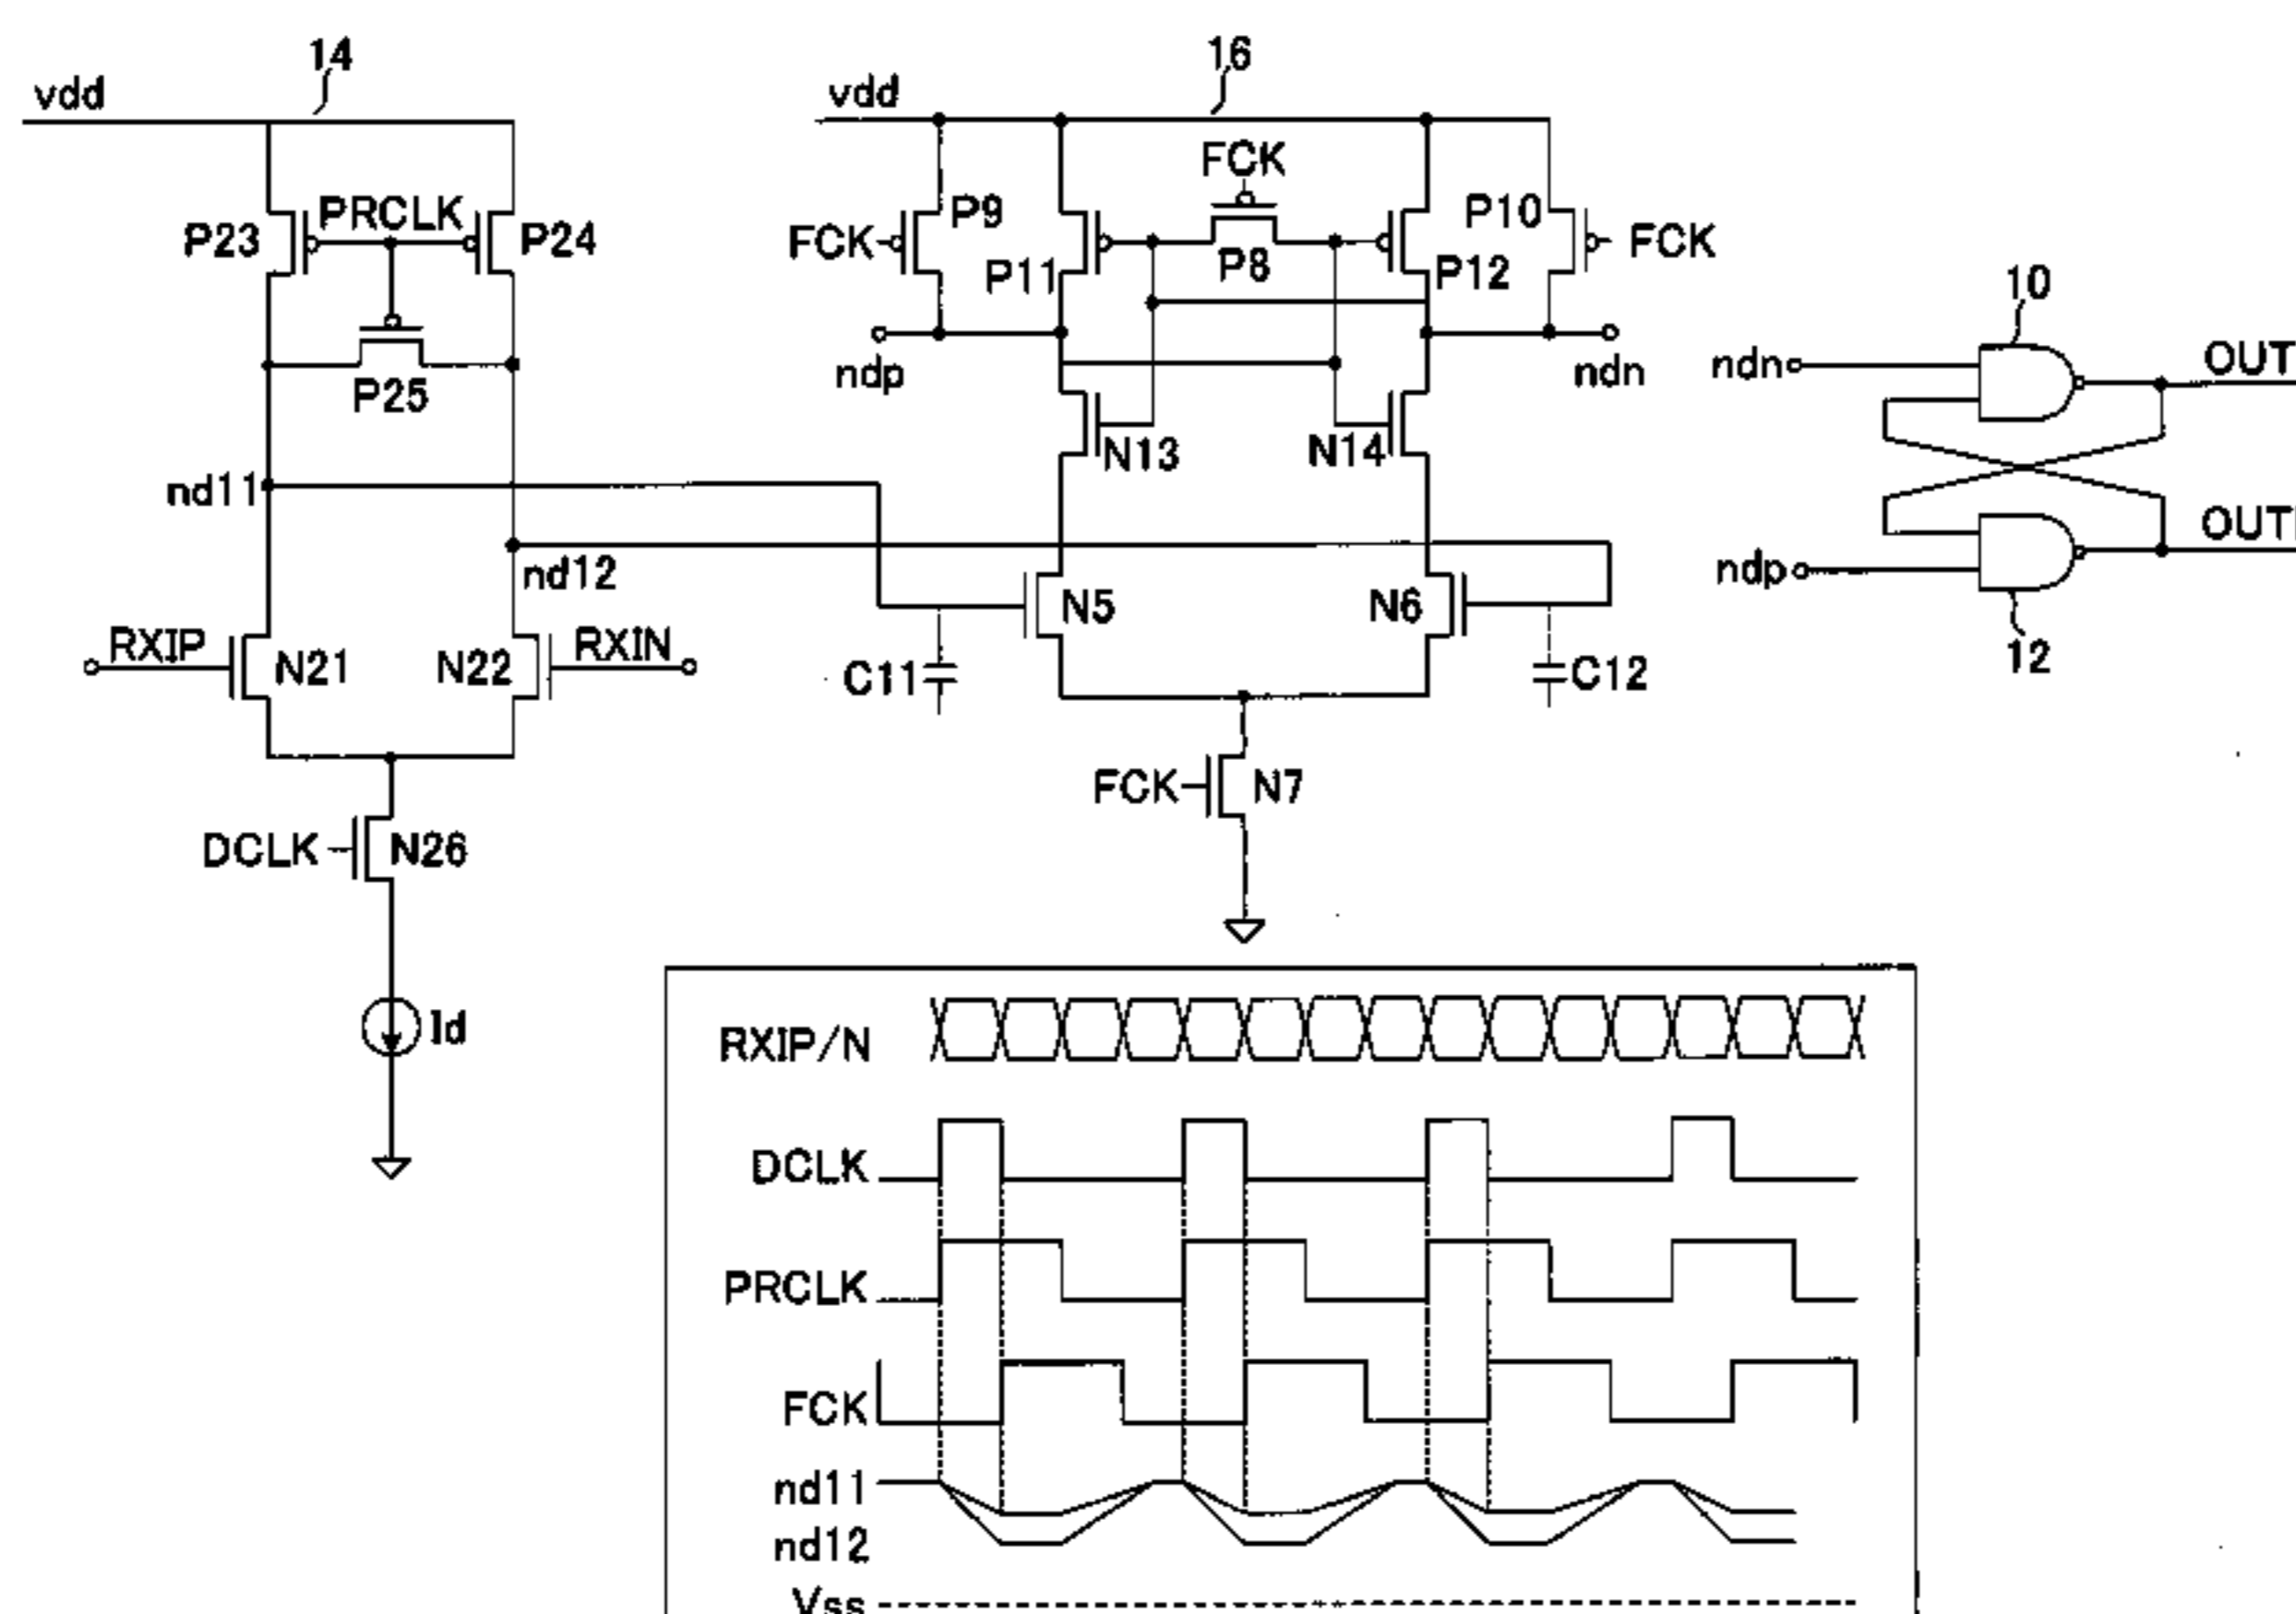 14
vdd
P23
PRCLK
P24
P25
nd11
nd12
RXIP
N21
N22
RXIN
DCLK
N26
Id
16
vdd
FCK
P9
FCK
P11
P8
P12
P10
FCK
ndp
ndn
N13
N14
N5
N6
C11
C12
FCK
N7
10
ndn
OUT
ndp
12
RXIP/N
DCLK
PRCLK
FCK
nd11
nd12
Vss